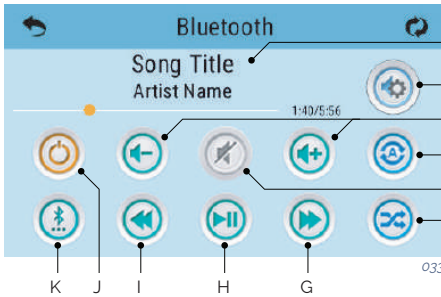 Bluetooth
Song Title
Artist Name
1:40/5:56
A
033
K J I H G